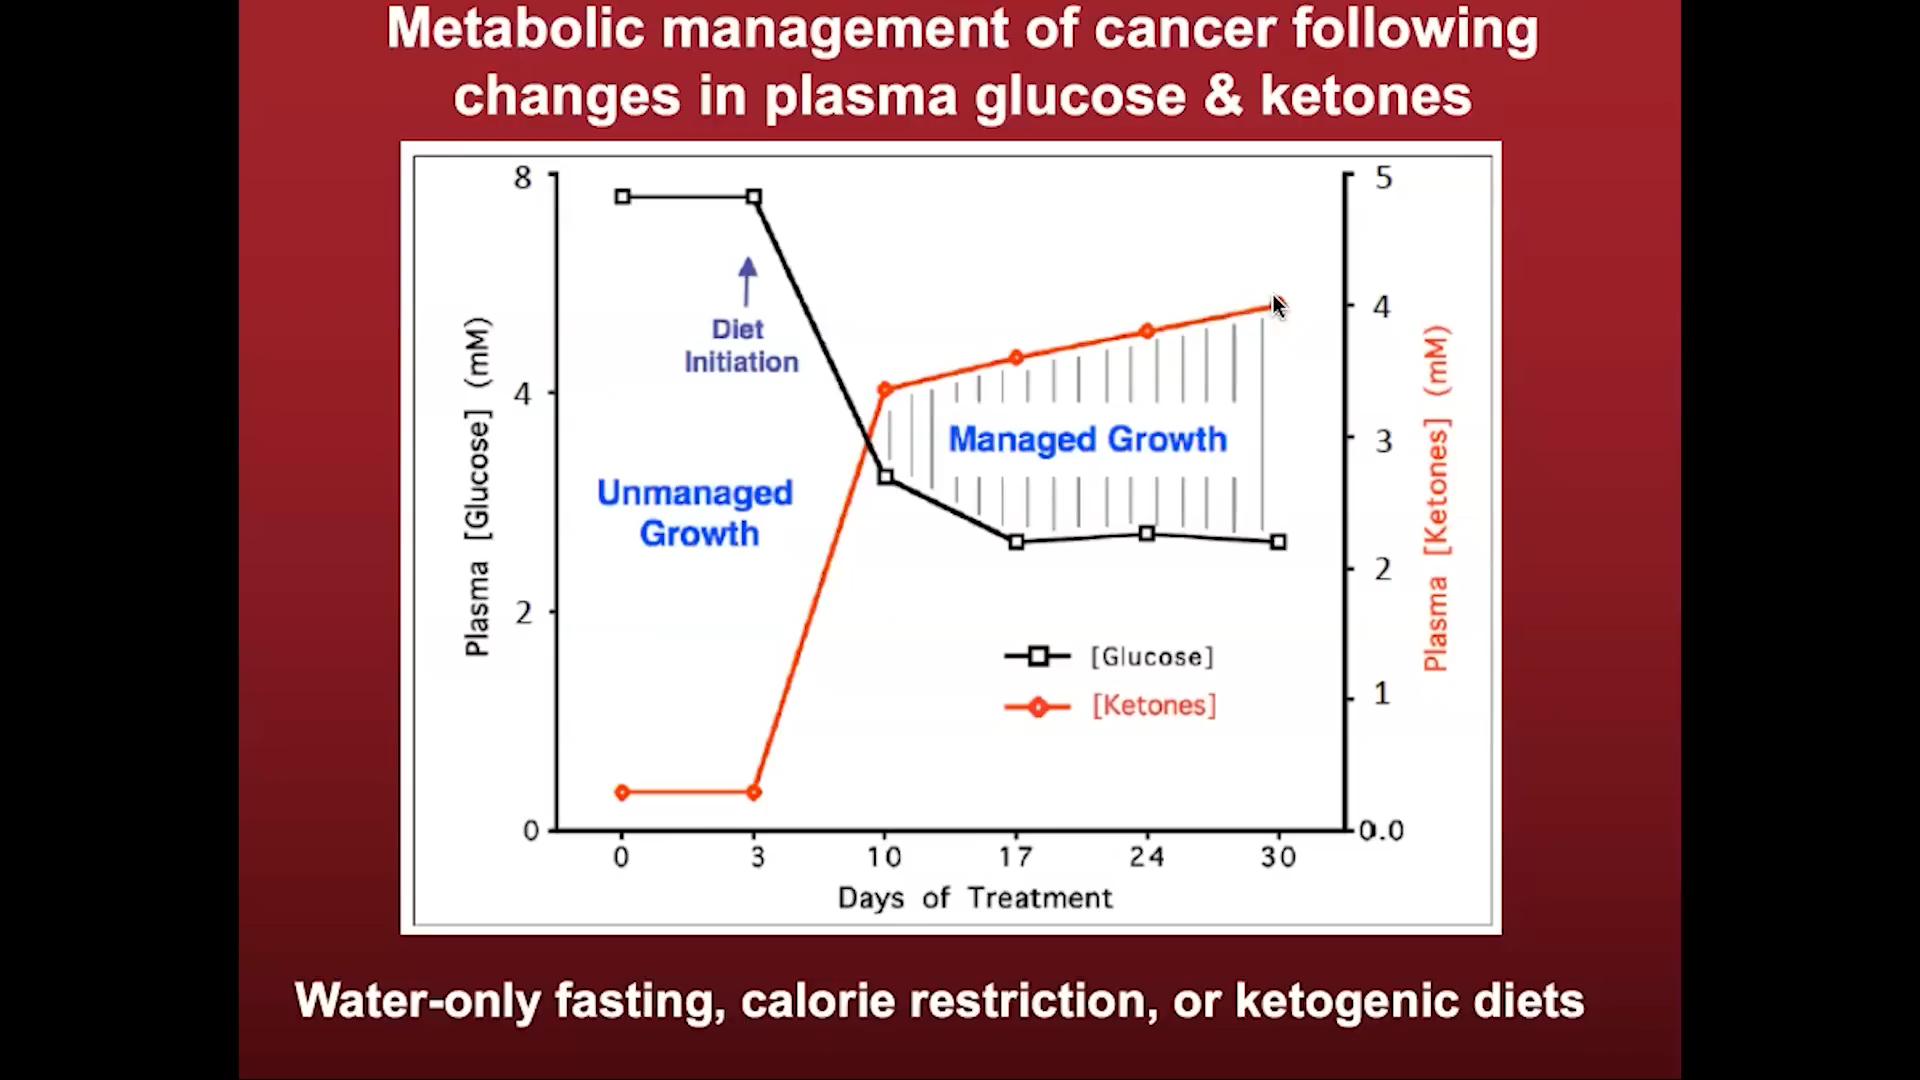 Metabolic management of cancer following
changes in plasma glucose & ketones
8
4
2
0
Plasma [Glucose] (mM)
5
4
3
2
1
0.0
Plasma [Ketones] (mM)
Diet
Initiation
Unmanaged
Growth
Managed Growth
[Glucose]
[Ketones]
0 3 10 17 24 30
Days of Treatment
Water-only fasting, calorie restriction, or ketogenic diets